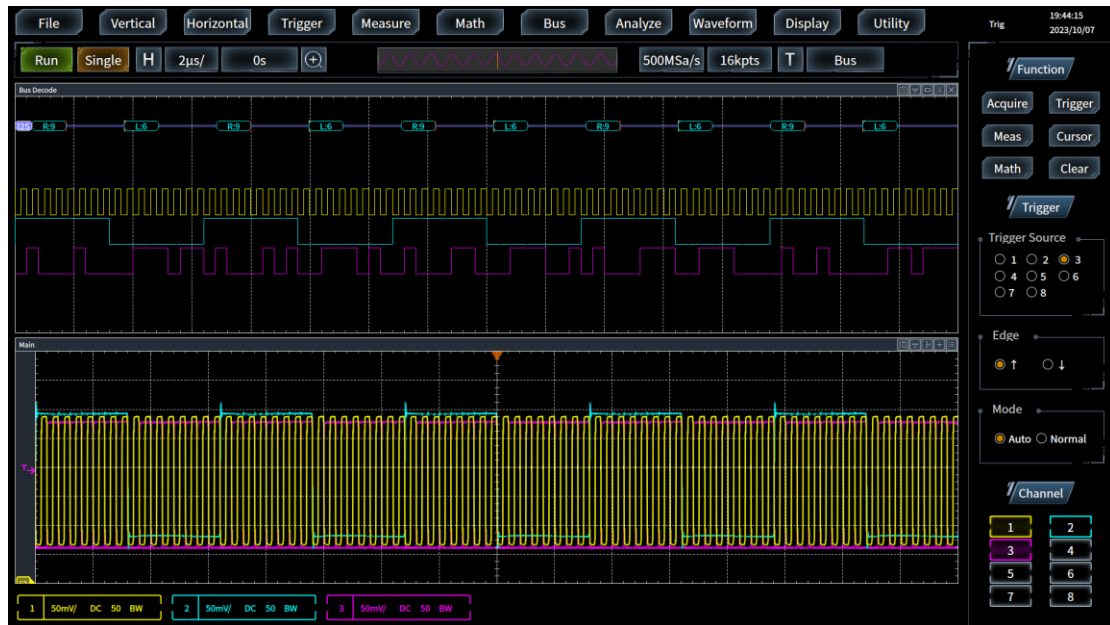 File Vertical Horizontal Trigger Measure Math Bus Analyze Waveform Display Utility Trig 19:44:15
2023/10/07
Run Single H 2μs/ 0s 500MSa/s 16kpts T Bus
Function
Acquire Trigger
Meas Cursor
Math Clear
Bus Decode
I2S R:9 L:6 R:9 L:6 R:9 L:6 R:9 L:6 R:9 L:6
Trigger
Trigger Source
1 2 3
4 5 6
7 8
Main
T
Edge
↑ ↓
Mode
Auto Normal
Channel
1 2
3 4
5 6
7 8
1 50mV/ DC 50 BW 2 50mV/ DC 50 BW 3 50mV/ DC 50 BW